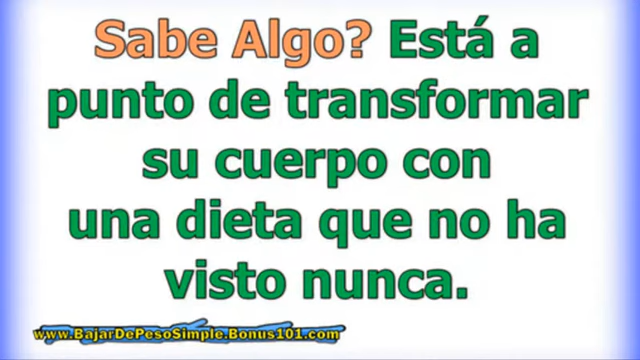 Sabe Algo? Está a
punto de transformar
su cuerpo con
una dieta que no ha
visto nunca.
www.BajarDePesoSimple.Bonus101.com